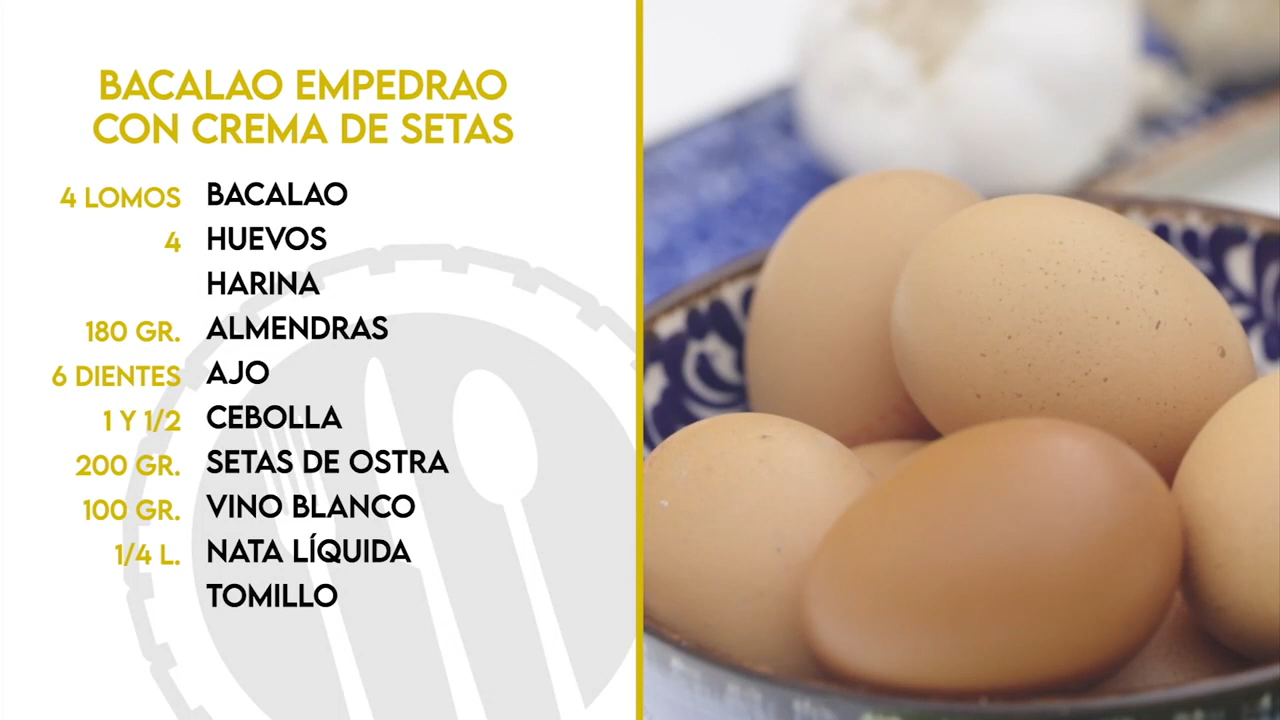 BACALAO EMPEDRAO
CON CREMA DE SETAS
4 LOMOS BACALAO
4 HUEVOS
HARINA
180 GR. ALMENDRAS
6 DIENTES AJO
1 Y 1/2 CEBOLLA
200 GR. SETAS DE OSTRA
100 GR. VINO BLANCO
1/4 L. NATA LÍQUIDA
TOMILLO